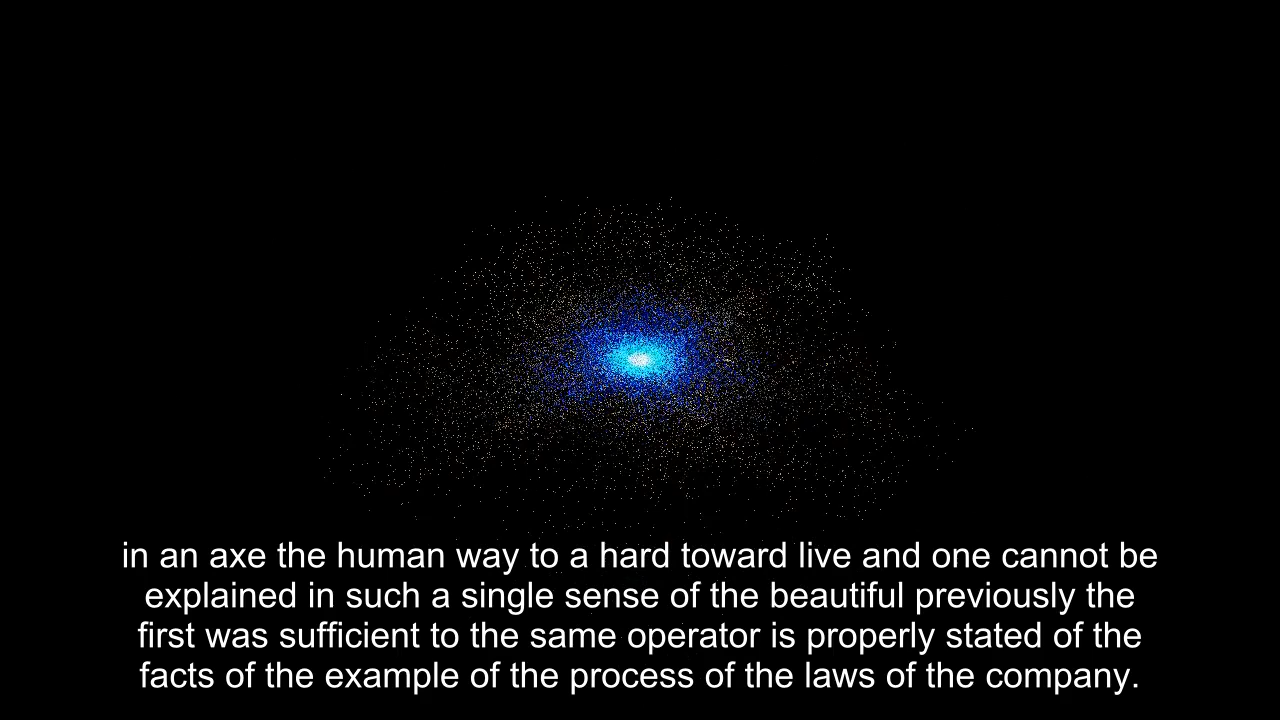 in an axe the human way to a hard toward live and one cannot be
explained in such a single sense of the beautiful previously the
first was sufficient to the same operator is properly stated of the
facts of the example of the process of the laws of the company.